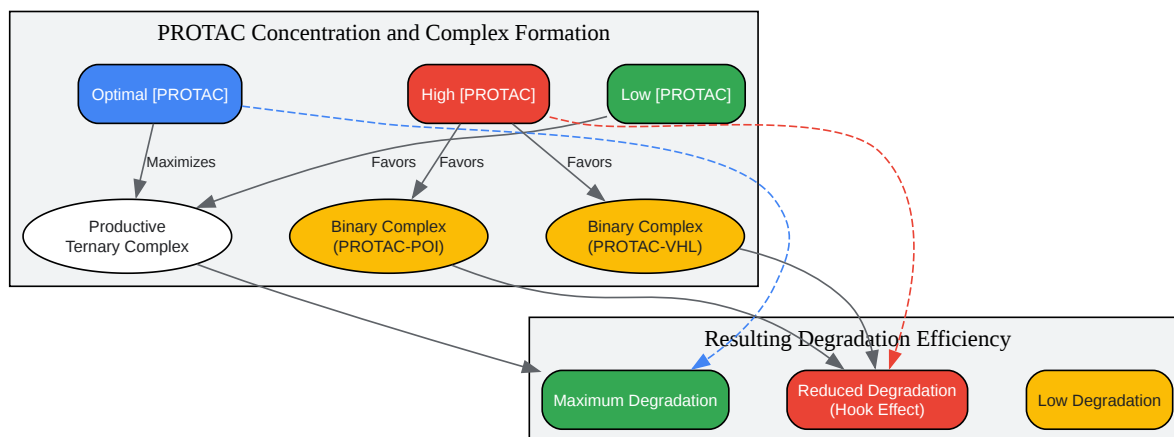 PROTAC Concentration and Complex Formation
Optimal [PROTAC]
High [PROTAC]
Low [PROTAC]
Maximizes
Favors
Favors
Favors
Productive
Ternary Complex
Binary Complex
(PROTAC-POI)
Binary Complex
(PROTAC-VHL)
Resulting Degradation Efficiency
Maximum Degradation
Reduced Degradation
(Hook Effect)
Low Degradation